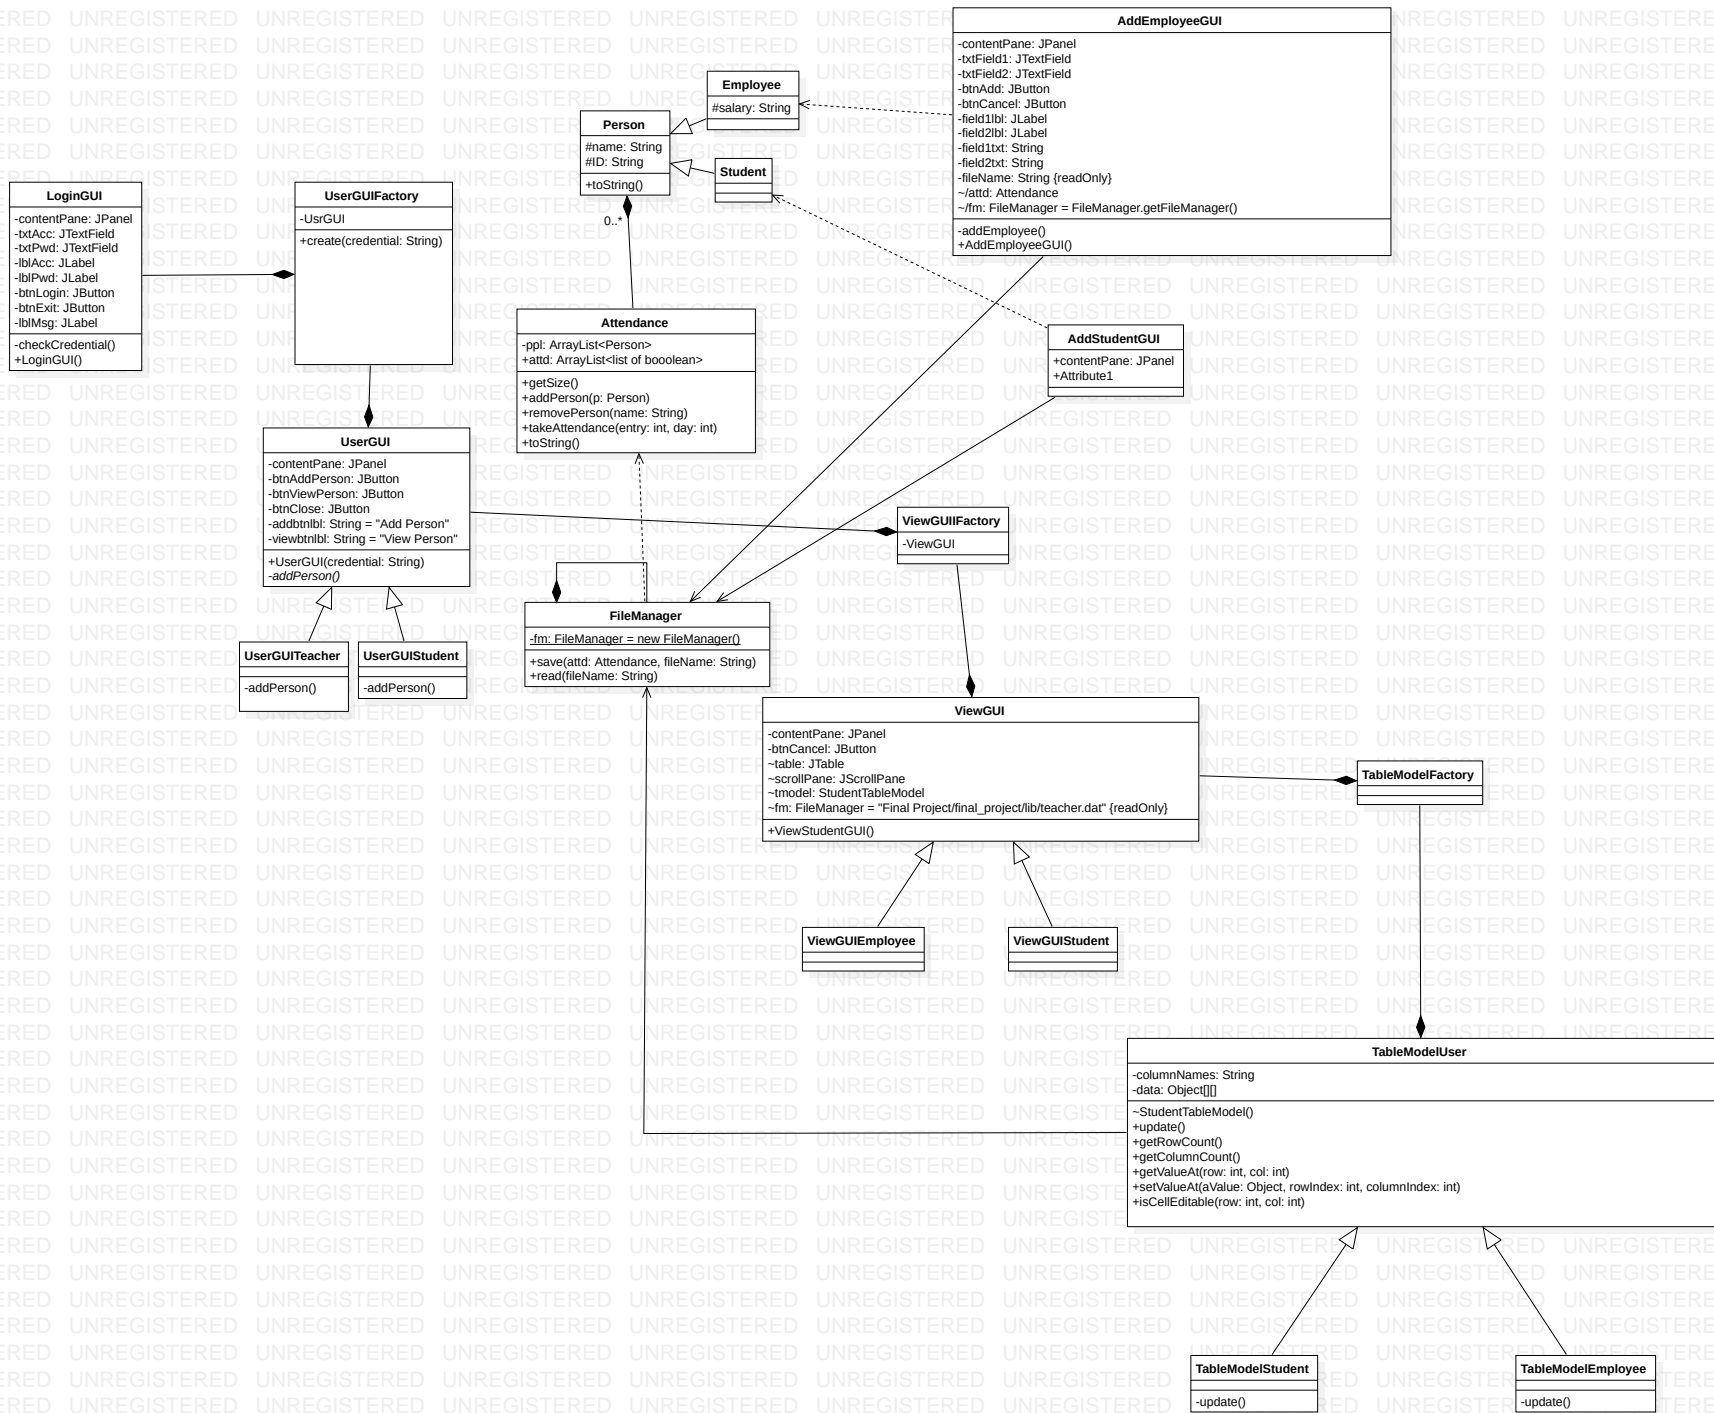 AddEmployeeGUI
-contentPane: JPanel
-txtField1: JTextField
-txtField2: JTextField
-btnAdd: JButton
-btnCancel: JButton
-field1lbl: JLabel
-field2lbl: JLabel
-field1txt: String
-field2txt: String
-fileName: String {readOnly}
~/attd: Attendance
~/fm: FileManager = FileManager.getFileManager()
-addEmployee()
+AddEmployeeGUI()
Employee
#salary: String
Person
#name: String
#ID: String
+toString()
Student
0..*
LoginGUI
-contentPane: JPanel
-txtAcc: JTextField
-txtPwd: JTextField
-lblAcc: JLabel
-lblPwd: JLabel
-btnLogin: JButton
-btnExit: JButton
-lblMsg: JLabel
-checkCredential()
+LoginGUI()
UserGUIFactory
-UsrGUI
+create(credential: String)
Attendance
-ppl: ArrayList<Person>
+attd: ArrayList<list of booolean>
+getSize()
+addPerson(p: Person)
+removePerson(name: String)
+takeAttendance(entry: int, day: int)
+toString()
AddStudentGUI
+contentPane: JPanel
+Attribute1
UserGUI
-contentPane: JPanel
-btnAddPerson: JButton
-btnViewPerson: JButton
-btnClose: JButton
-addbtnlbl: String = "Add Person"
-viewbtnlbl: String = "View Person"
+UserGUI(credential: String)
-addPerson()
ViewGUIIFactory
-ViewGUI
FileManager
-fm: FileManager = new FileManager()
+save(attd: Attendance, fileName: String)
+read(fileName: String)
UserGUITeacher
-addPerson()
UserGUIStudent
-addPerson()
ViewGUI
-contentPane: JPanel
-btnCancel: JButton
~table: JTable
~scrollPane: JScrollPane
~tmodel: StudentTableModel
~fm: FileManager = "Final Project/final_project/lib/teacher.dat" {readOnly}
+ViewStudentGUI()
TableModelFactory
ViewGUIEmployee
ViewGUIStudent
TableModelUser
-columnNames: String
-data: Object[][]
~StudentTableModel()
+update()
+getRowCount()
+getColumnCount()
+getValueAt(row: int, col: int)
+setValueAt(aValue: Object, rowIndex: int, columnIndex: int)
+isCellEditable(row: int, col: int)
TableModelStudent
-update()
TableModelEmployee
-update()
UNREGISTERED